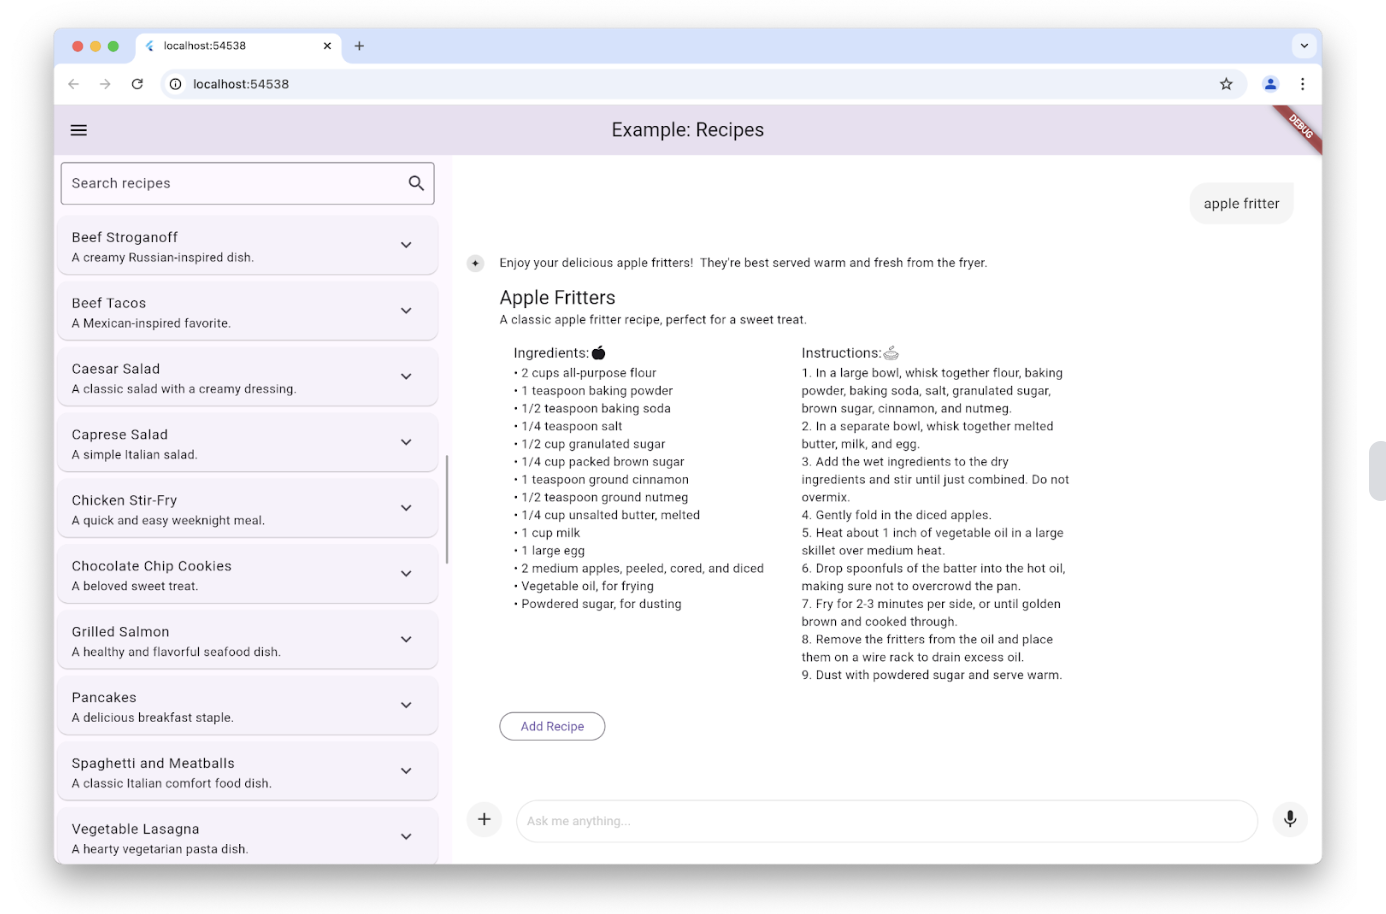 localhost:54538
localhost:54538
Example: Recipes
DEBUG
Search recipes
Beef Stroganoff
A creamy Russian-inspired dish.
Beef Tacos
A Mexican-inspired favorite.
Caesar Salad
A classic salad with a creamy dressing.
Caprese Salad
A simple Italian salad.
Chicken Stir-Fry
A quick and easy weeknight meal.
Chocolate Chip Cookies
A beloved sweet treat.
Grilled Salmon
A healthy and flavorful seafood dish.
Pancakes
A delicious breakfast staple.
Spaghetti and Meatballs
A classic Italian comfort food dish.
Vegetable Lasagna
A hearty vegetarian pasta dish.
apple fritter
Enjoy your delicious apple fritters! They're best served warm and fresh from the fryer.
Apple Fritters
A classic apple fritter recipe, perfect for a sweet treat.
Ingredients:
• 2 cups all-purpose flour
• 1 teaspoon baking powder
• 1/2 teaspoon baking soda
• 1/4 teaspoon salt
• 1/2 cup granulated sugar
• 1/4 cup packed brown sugar
• 1 teaspoon ground cinnamon
• 1/2 teaspoon ground nutmeg
• 1/4 cup unsalted butter, melted
• 1 cup milk
• 1 large egg
• 2 medium apples, peeled, cored, and diced
• Vegetable oil, for frying
• Powdered sugar, for dusting
Instructions:
1. In a large bowl, whisk together flour, baking
powder, baking soda, salt, granulated sugar,
brown sugar, cinnamon, and nutmeg.
2. In a separate bowl, whisk together melted
butter, milk, and egg.
3. Add the wet ingredients to the dry
ingredients and stir until just combined. Do not
overmix.
4. Gently fold in the diced apples.
5. Heat about 1 inch of vegetable oil in a large
skillet over medium heat.
6. Drop spoonfuls of the batter into the hot oil,
making sure not to overcrowd the pan.
7. Fry for 2-3 minutes per side, or until golden
brown and cooked through.
8. Remove the fritters from the oil and place
them on a wire rack to drain excess oil.
9. Dust with powdered sugar and serve warm.
Add Recipe
Ask me anything...